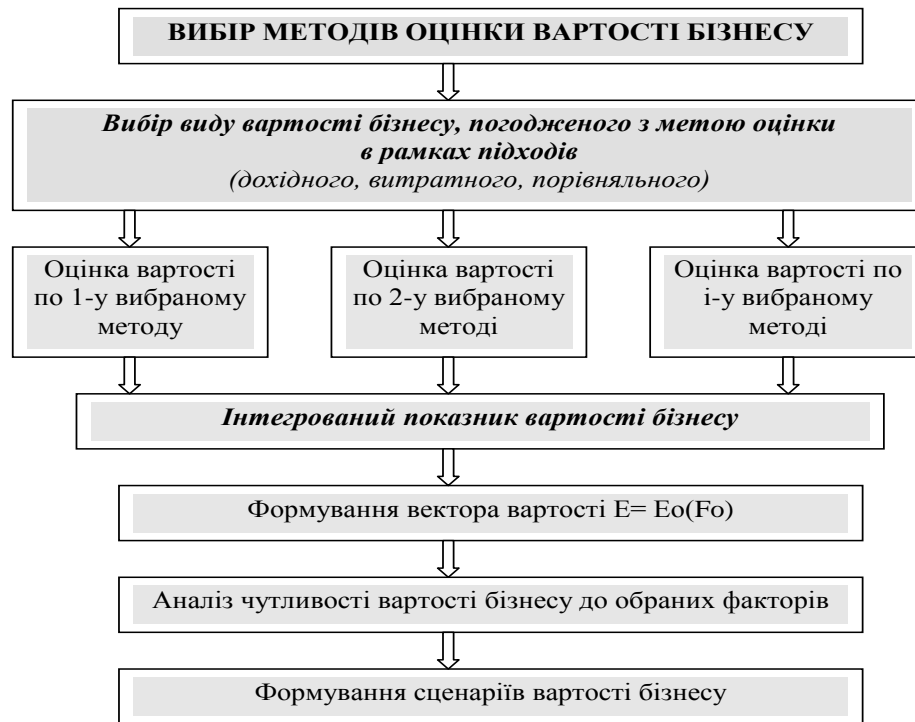 ВИБІР МЕТОДІВ ОЦІНКИ ВАРТОСТІ БІЗНЕСУ
Вибір виду вартості бізнесу, погодженого з метою оцінки
в рамках підходів
(дохідного, витратного, порівняльного)
Оцінка вартості
по 1-у вибраному
методу
Оцінка вартості
по 2-у вибраному
методі
Оцінка вартості по
і-у вибраному
методі
Інтегрований показник вартості бізнесу
Формування вектора вартості E= Eo(Fo)
Аналіз чутливості вартості бізнесу до обраних факторів
Формування сценаріїв вартості бізнесу